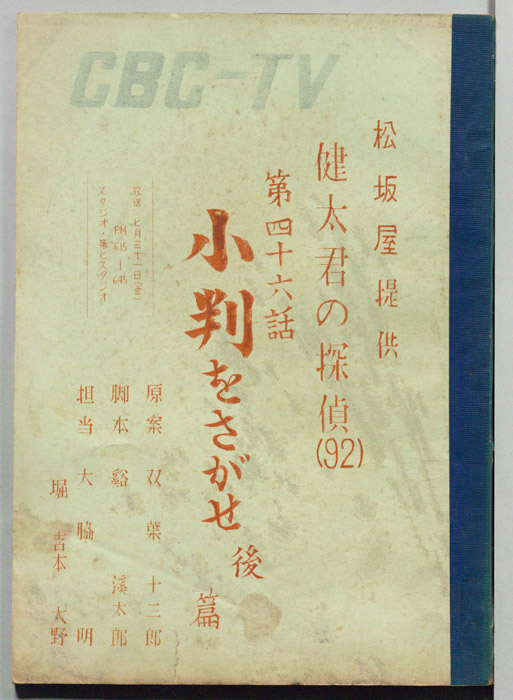 CBC-TV
松坂屋提供
健太君の探偵(92)
第四十六話
小判をさがせ 後篇
放送 七月三十一日(金)
PM 6.15 — 6.45
スタジオ・第七スタジオ
原案 双葉十三郎
脚本 谿渓太郎
担当 大脇明
堀 吉本 天野